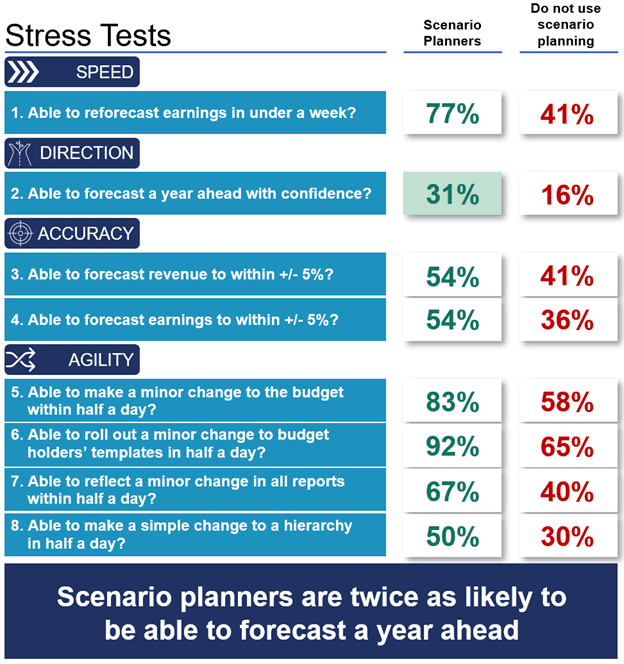 Stress Tests
Scenario
Planners
Do not use
scenario
planning
SPEED
1. Able to reforecast earnings in under a week?
77%
41%
DIRECTION
2. Able to forecast a year ahead with confidence?
31%
16%
ACCURACY
3. Able to forecast revenue to within +/- 5%?
54%
41%
4. Able to forecast earnings to within +/- 5%?
54%
36%
AGILITY
5. Able to make a minor change to the budget
within half a day?
83%
58%
6. Able to roll out a minor change to budget
holders’ templates in half a day?
92%
65%
7. Able to reflect a minor change in all reports
within half a day?
67%
40%
8. Able to make a simple change to a hierarchy
in half a day?
50%
30%
Scenario planners are twice as likely to
be able to forecast a year ahead